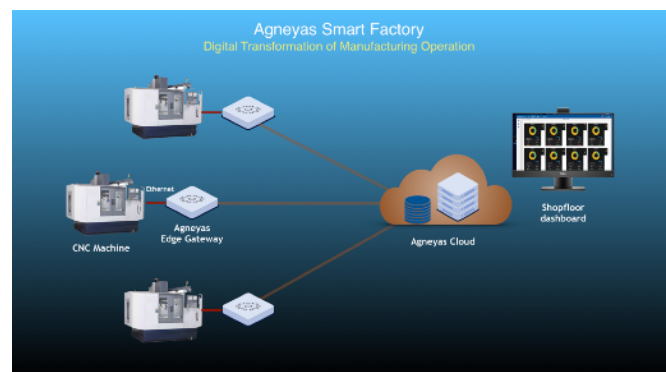 Agneyas Smart Factory
Digital Transformation of Manufacturing Operation
Ethernet
CNC Machine
Agneyas
Edge Gateway
Agneyas Cloud
Shopfloor
dashboard